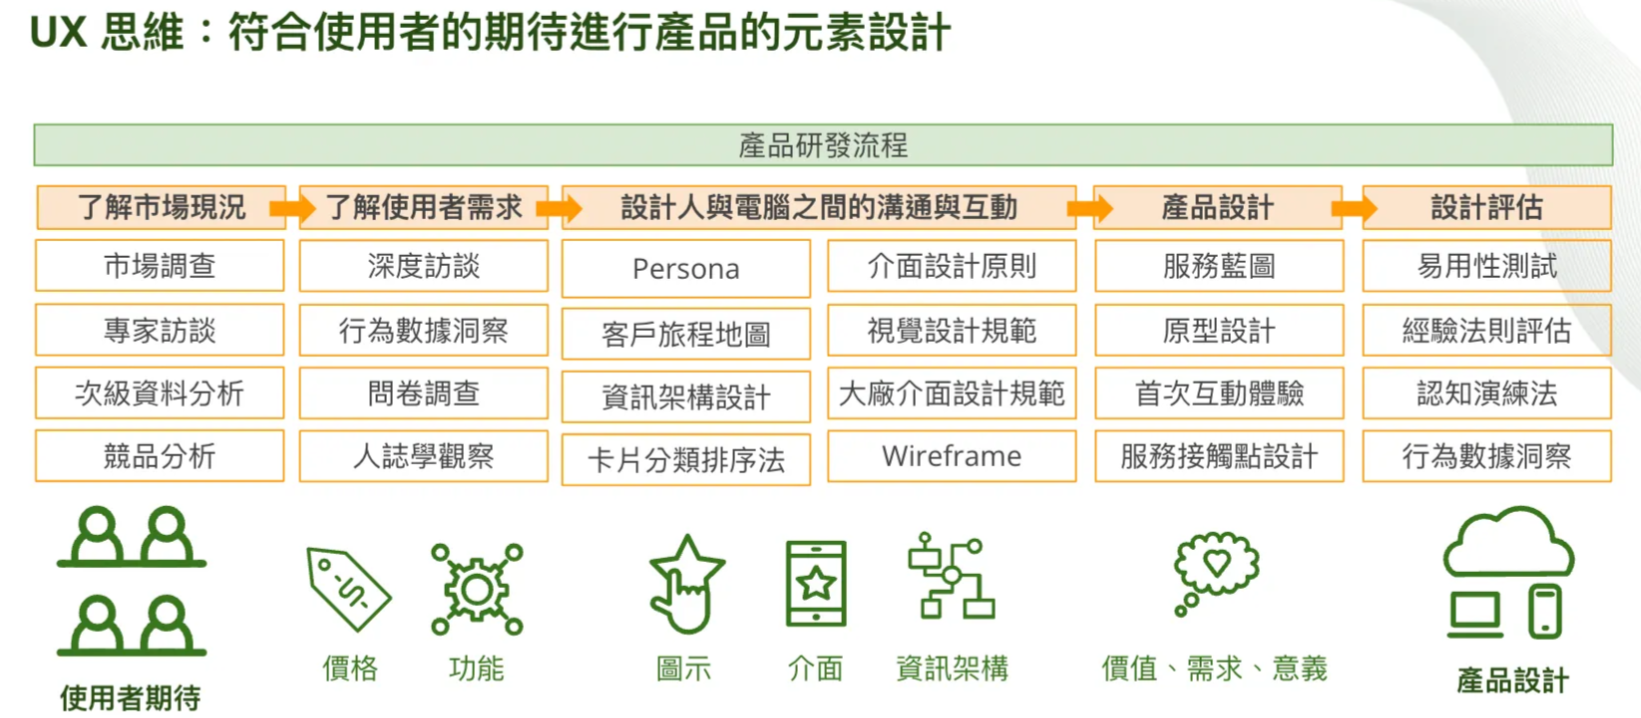 UX 思維：符合使用者的期待進行產品的元素設計
產品研發流程
了解市場現況
了解使用者需求
設計人與電腦之間的溝通與互動
產品設計
設計評估
市場調查
深度訪談
Persona
介面設計原則
服務藍圖
易用性測試
專家訪談
行為數據洞察
客戶旅程地圖
視覺設計規範
原型設計
經驗法則評估
次級資料分析
問卷調查
資訊架構設計
大廠介面設計規範
首次互動體驗
認知演練法
競品分析
人誌學觀察
卡片分類排序法
Wireframe
服務接觸點設計
行為數據洞察
-US-
使用者期待
價格
功能
圖示
介面
資訊架構
價值、需求、意義
產品設計